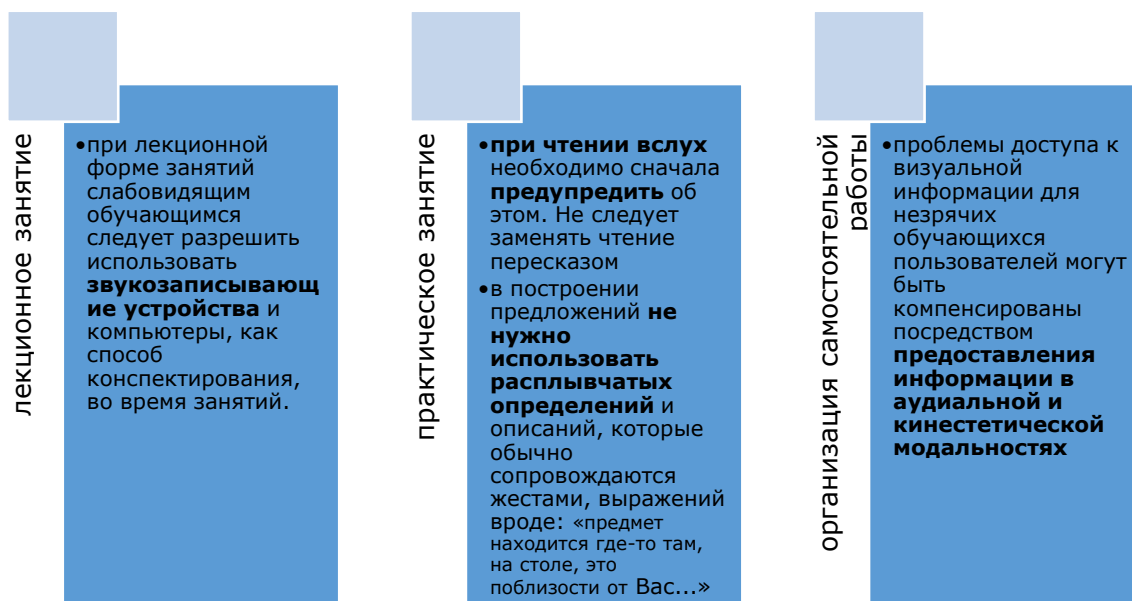 лекционное занятие
•при лекционной
форме занятий
слабовидящим
обучающимся
следует разрешить
использовать
звукозаписывающ
ие устройства и
компьютеры, как
способ
конспектирования,
во время занятий.
практическое занятие
•при чтении вслух
необходимо сначала
предупредить об
этом. Не следует
заменять чтение
пересказом
•в построении
предложений не
нужно
использовать
расплывчатых
определений и
описаний, которые
обычно
сопровождаются
жестами, выражений
вроде: «предмет
находится где-то там,
на столе, это
поблизости от Вас...»
организация самостоятельной
работы
•проблемы доступа к
визуальной
информации для
незрячих
обучающихся
пользователей могут
быть
компенсированы
посредством
предоставления
информации в
аудиальной и
кинестетической
модальностях